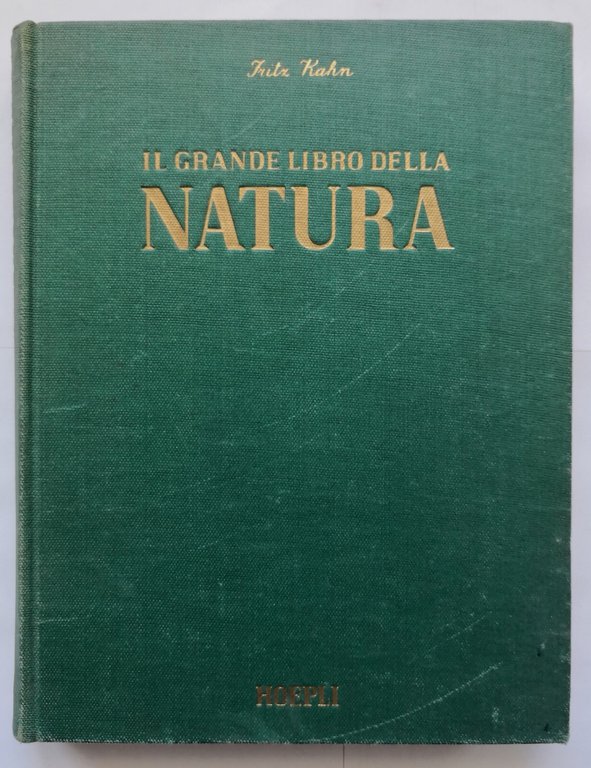 Fritz Kahn
IL GRANDE LIBRO DELLA
NATURA
HOEPLI